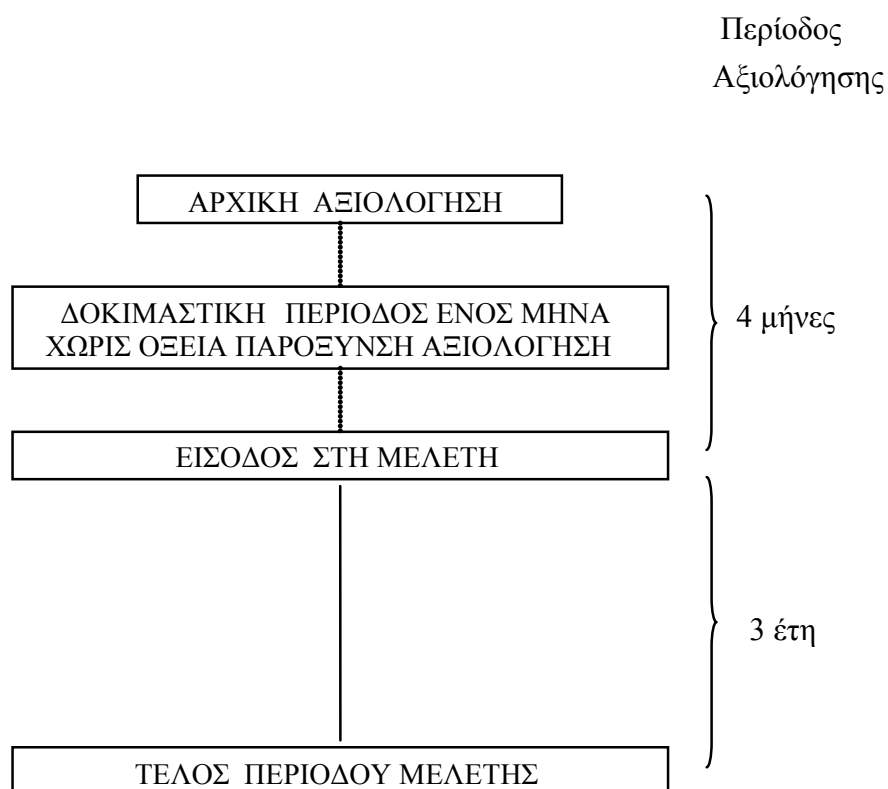 Περίοδος
Αξιολόγησης
ΑΡΧΙΚΗ ΑΞΙΟΛΟΓΗΣΗ
ΔΟΚΙΜΑΣΤΙΚΗ ΠΕΡΙΟΔΟΣ ΕΝΟΣ ΜΗΝΑ
ΧΩΡΙΣ ΟΞΕΙΑ ΠΑΡΟΞΥΝΣΗ ΑΞΙΟΛΟΓΗΣΗ
4 μήνες
ΕΙΣΟΔΟΣ ΣΤΗ ΜΕΛΕΤΗ
3 έτη
ΤΕΛΟΣ ΠΕΡΙΟΔΟΥ ΜΕΛΕΤΗΣ